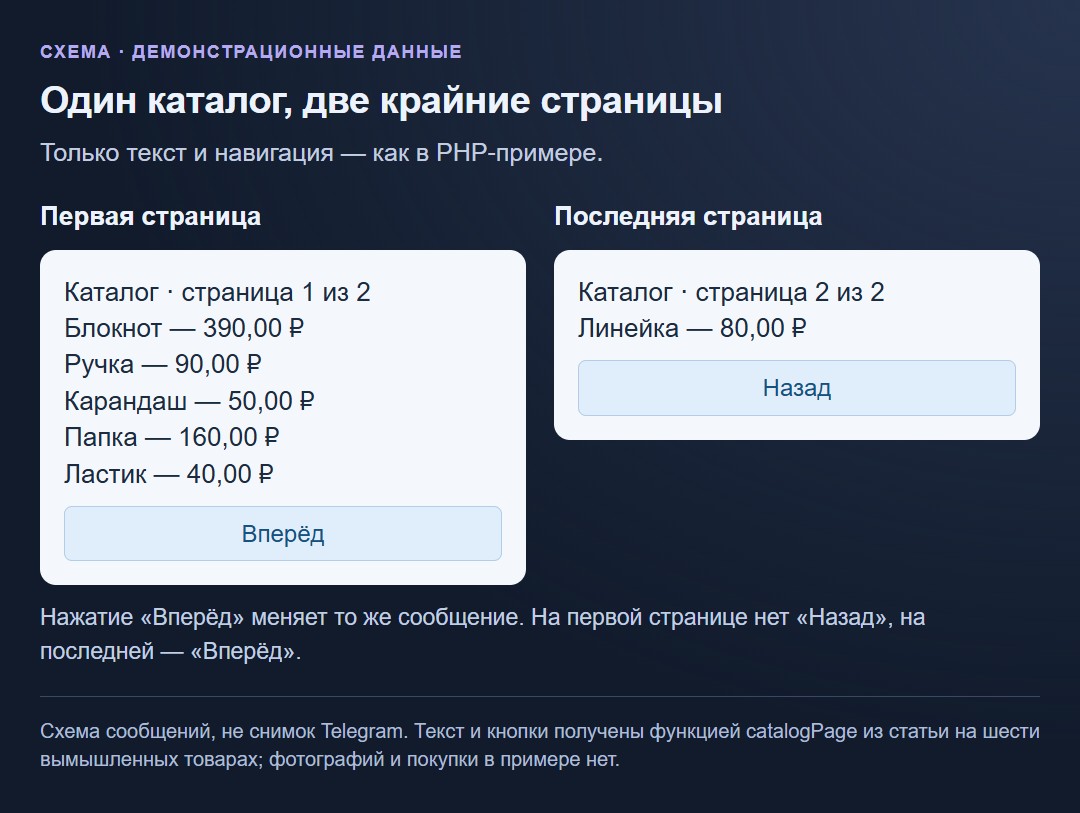 СХЕМА · ДЕМОНСТРАЦИОННЫЕ ДАННЫЕ
Один каталог, две крайние страницы
Только текст и навигация — как в PHP-примере.
Первая страница
Каталог · страница 1 из 2
Блокнот — 390,00 ₽
Ручка — 90,00 ₽
Карандаш — 50,00 ₽
Папка — 160,00 ₽
Ластик — 40,00 ₽
Вперёд
Последняя страница
Каталог · страница 2 из 2
Линейка — 80,00 ₽
Назад
Нажатие «Вперёд» меняет то же сообщение. На первой странице нет «Назад», на
последней — «Вперёд».
Схема сообщений, не снимок Telegram. Текст и кнопки получены функцией catalogPage из статьи на шести
вымышленных товарах; фотографий и покупки в примере нет.